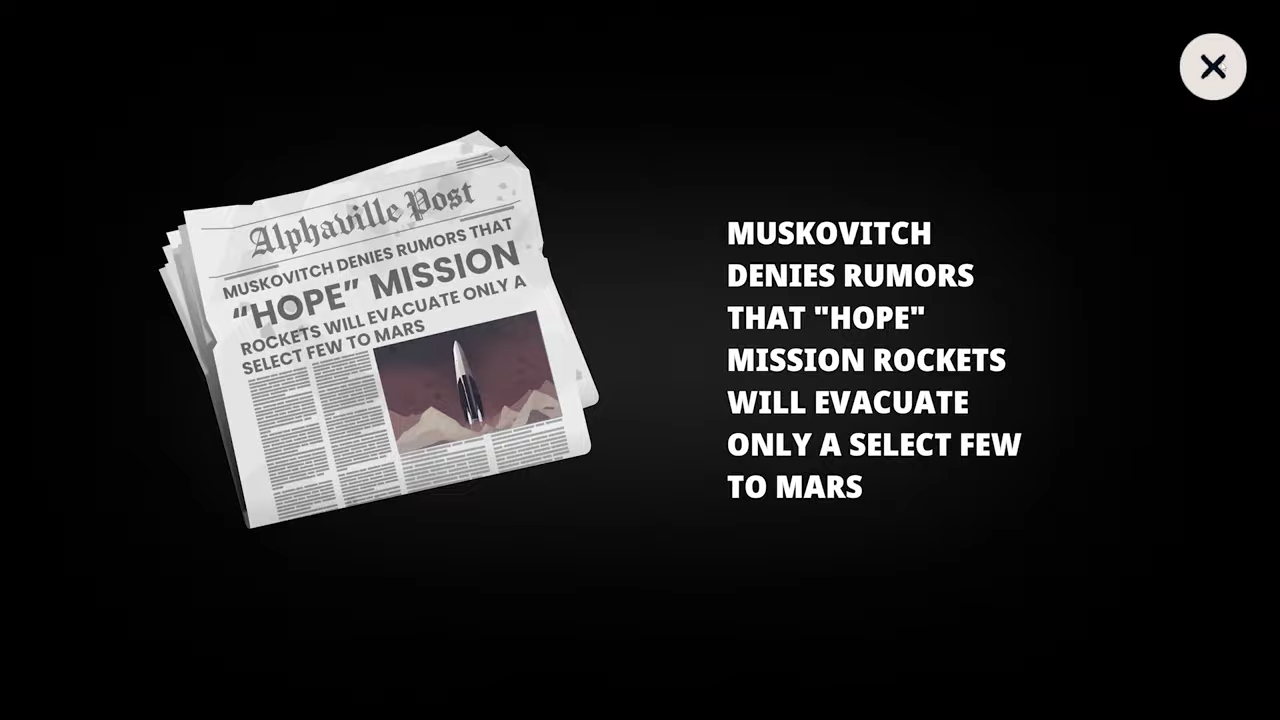 Alphaville Post
MUSKOVITCH DENIES RUMORS THAT
“HOPE” MISSION
ROCKETS WILL EVACUATE ONLY A
SELECT FEW TO MARS
MUSKOVITCH
DENIES RUMORS
THAT "HOPE"
MISSION ROCKETS
WILL EVACUATE
ONLY A SELECT FEW
TO MARS